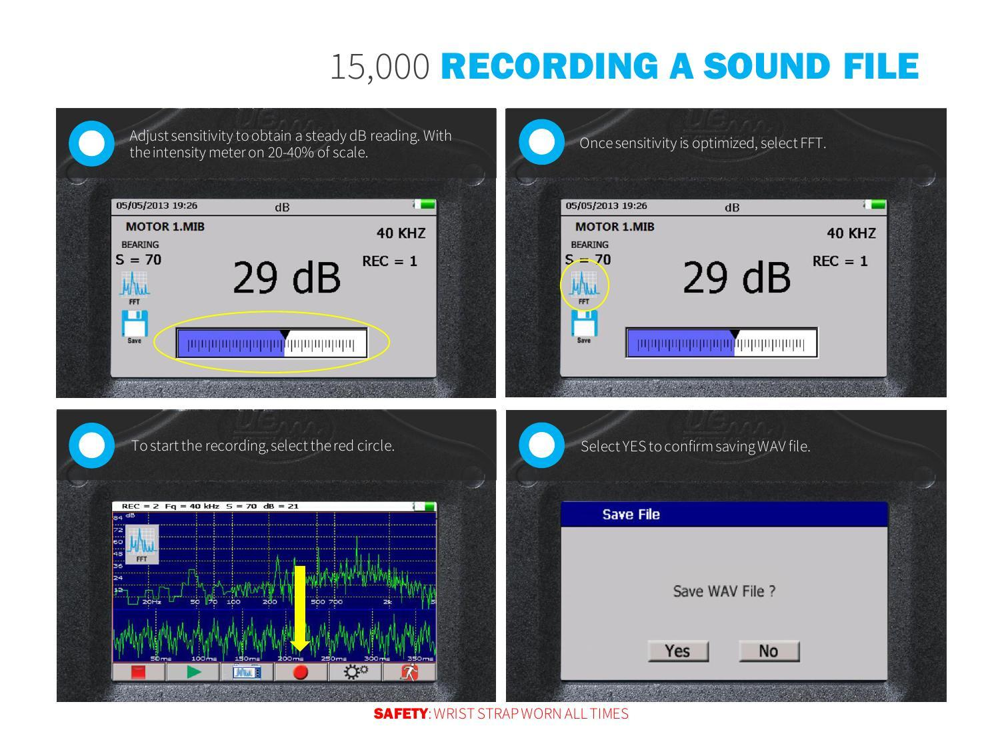 15,000 RECORDING A SOUND FILE
Adjust sensitivity to obtain a steady dB reading. With
the intensity meter on 20-40% of scale.
05/05/2013 19:26 dB
MOTOR 1.MIB
40 KHZ
BEARING
S = 70
REC = 1
29 dB
FFT
Save
Once sensitivity is optimized, select FFT.
05/05/2013 19:26 dB
MOTOR 1.MIB
40 KHZ
BEARING
S = 70
REC = 1
29 dB
FFT
Save
To start the recording, select the red circle.
REC = 2 Fq = 40 kHz S = 70 dB = 21
84 dB
72
60
48
36
24
12
FFT
20Hz 50 70 100 200 500 700 2k 5
50ms 100ms 150ms 200ms 250ms 300ms 350ms
Select YES to confirm saving WAV file.
Save File
Save WAV File ?
Yes No
SAFETY: WRIST STRAP WORN ALL TIMES